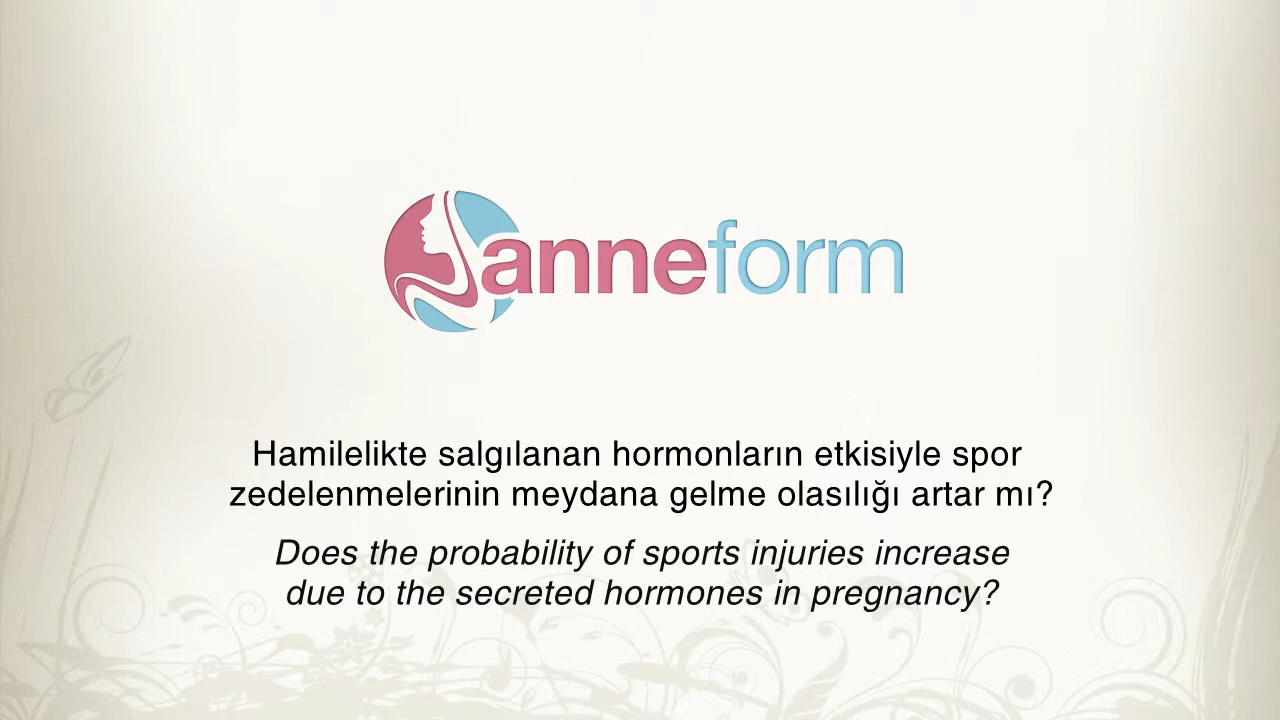 anneform
Hamilelikte salgılanan hormonların etkisiyle spor
zedelenmelerinin meydana gelme olasılığı artar mı?
Does the probability of sports injuries increase
due to the secreted hormones in pregnancy?